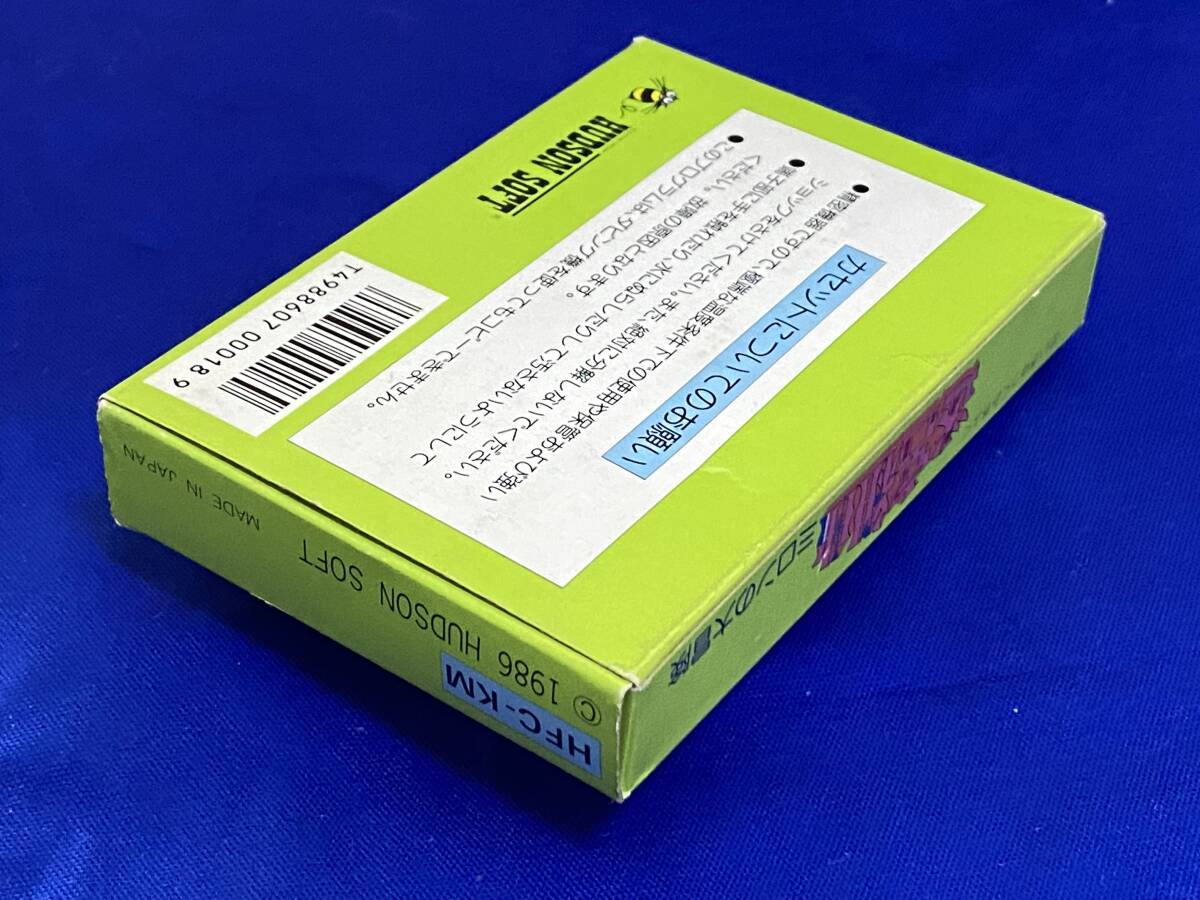 カセットについてのお願い
● 精密機器ですので、極端な温度条件下での使用や保管および強い
ショックをさけてください。また、絶対に分解しないでください。
● 端子部に手を触れたり、水にぬらしたりして汚さないようにして
ください。故障の原因となります。
● このプログラムは、ダビング機を使ってもコピーできません。
HUDSON SOFT
T4988607 000189
ミロンの大冒険
HFC-KM
© 1986 HUDSON SOFT
MADE IN JAPAN